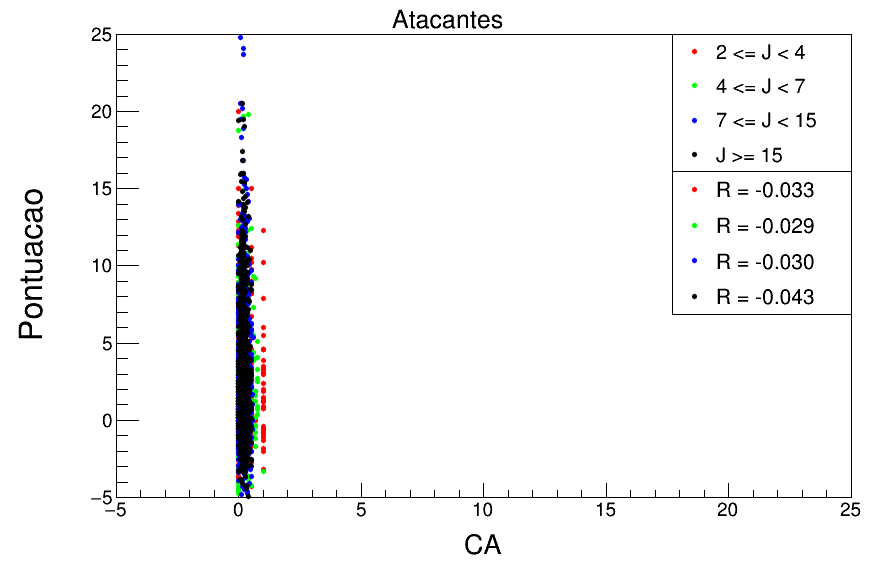 Atacantes
2 <= J < 4
4 <= J < 7
7 <= J < 15
J >= 15
R = -0.033
R = -0.029
R = -0.030
R = -0.043
Pontuacao
25
20
15
10
5
0
−5
−5 0 5 10 15 20 25
CA